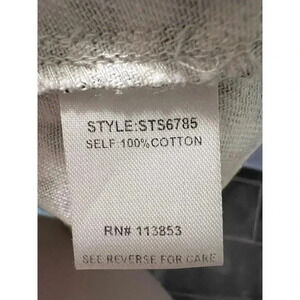 STYLE:STS6785
SELF:100%COTTON
RN# 113853
SEE REVERSE FOR CARE